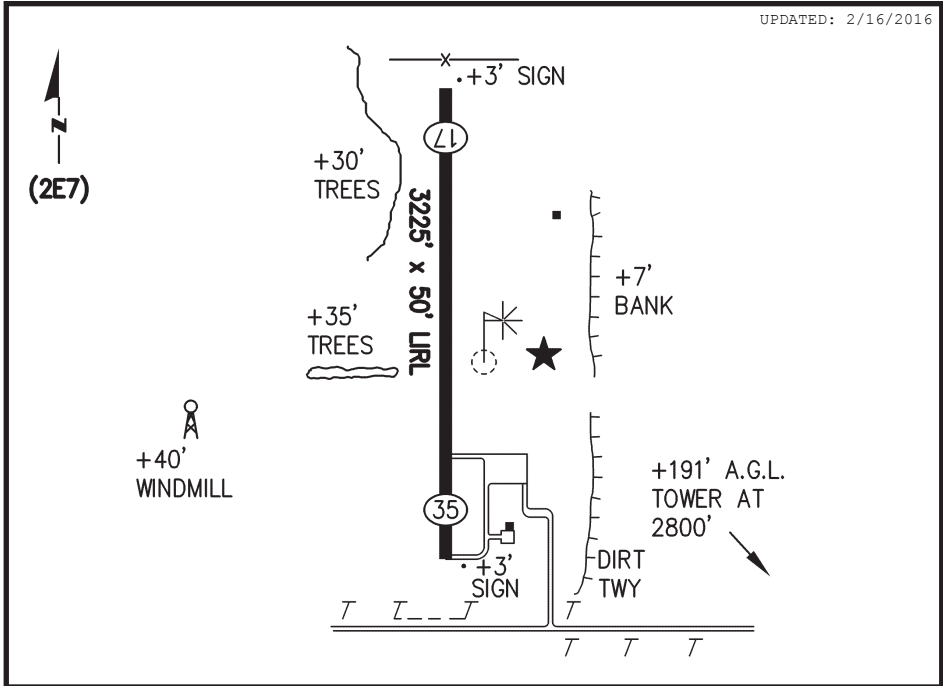 UPDATED: 2/16/2016
+3' SIGN
N
(2E7)
17
+30'
TREES
3225' x 50' LIRL
+7'
BANK
+35'
TREES
+40'
WINDMILL
+191' A.G.L.
TOWER AT
2800'
35
+3'
SIGN
DIRT
TWY